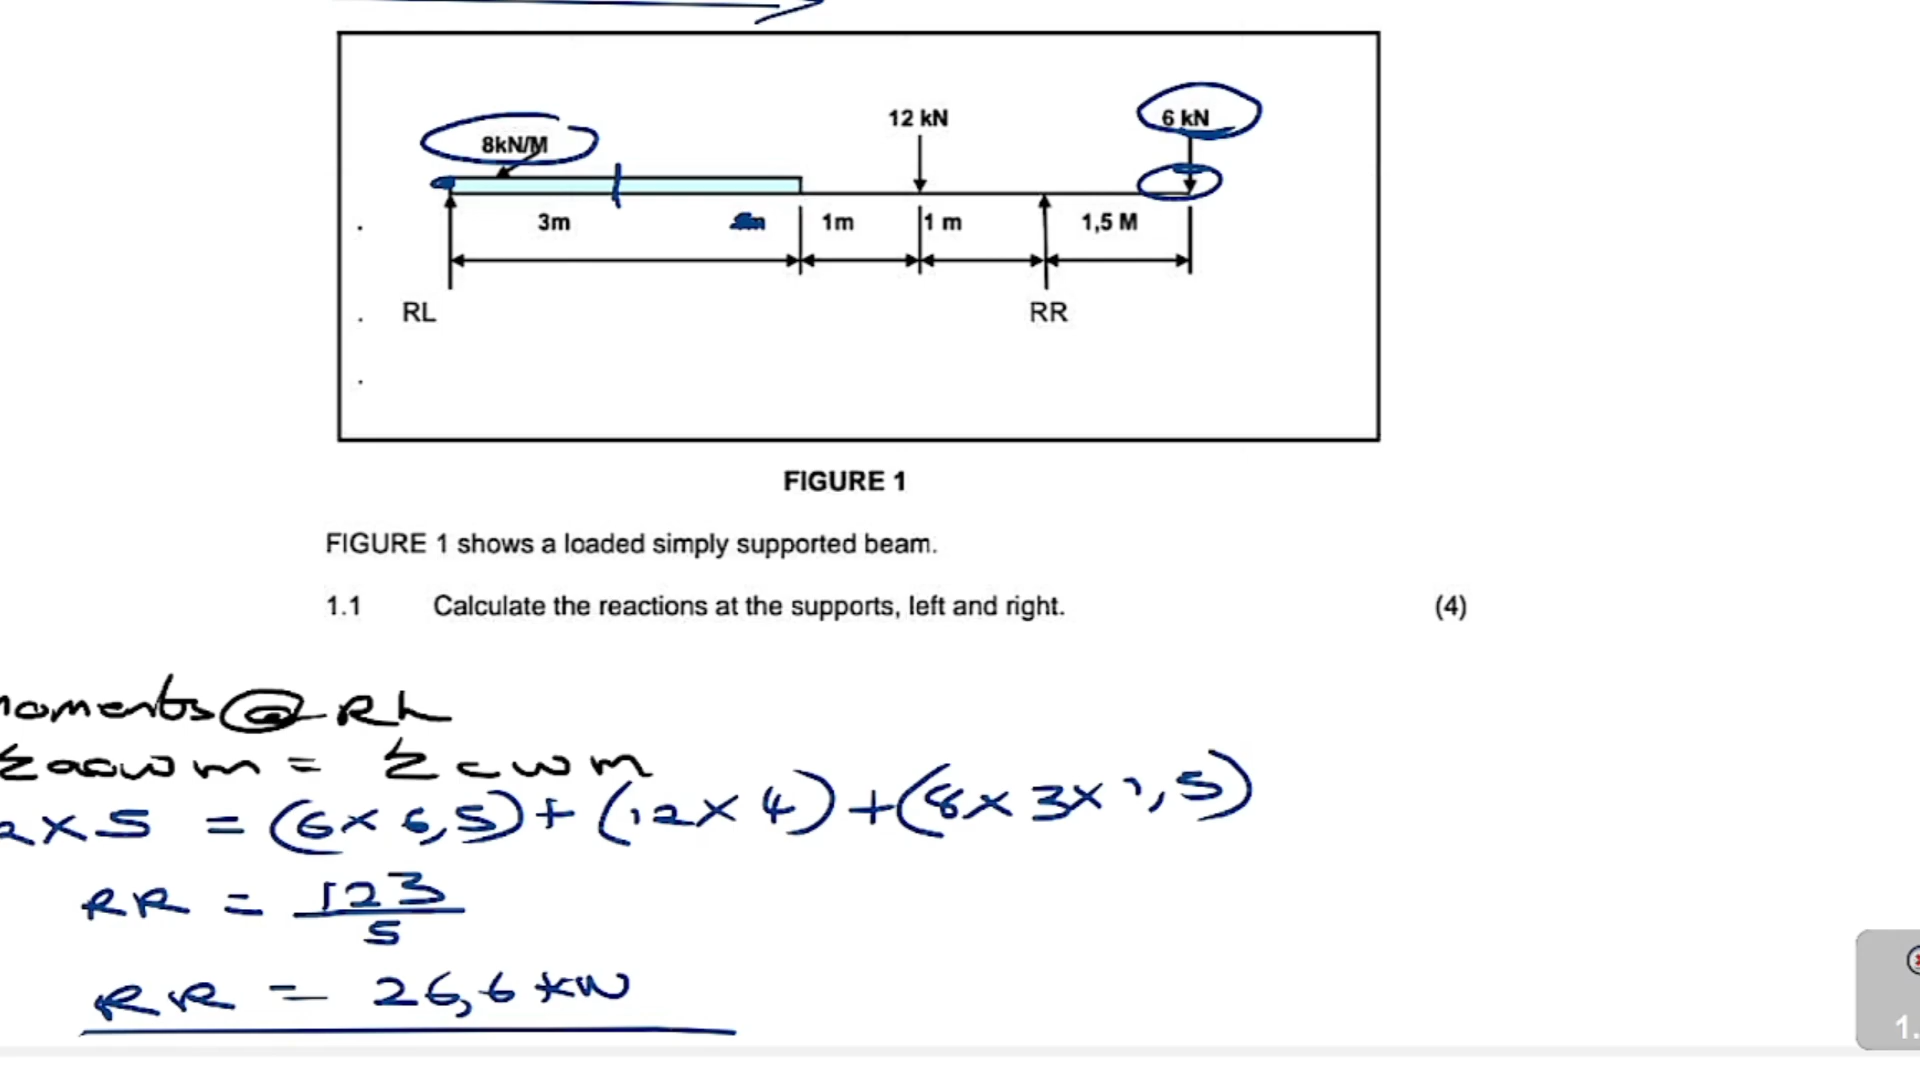 12 kN
6 kN
8kN/M
3m
1m
1 m
1,5 M
RL
RR
FIGURE 1
FIGURE 1 shows a loaded simply supported beam.
1.1 Calculate the reactions at the supports, left and right. (4)
moments @ RL
Σacwm = Σcwm
x 5 = (6 x 6,5) + (12 x 4) + (8 x 3 x 1,5)
RR = 123
5
RR = 26,6 kN
1.